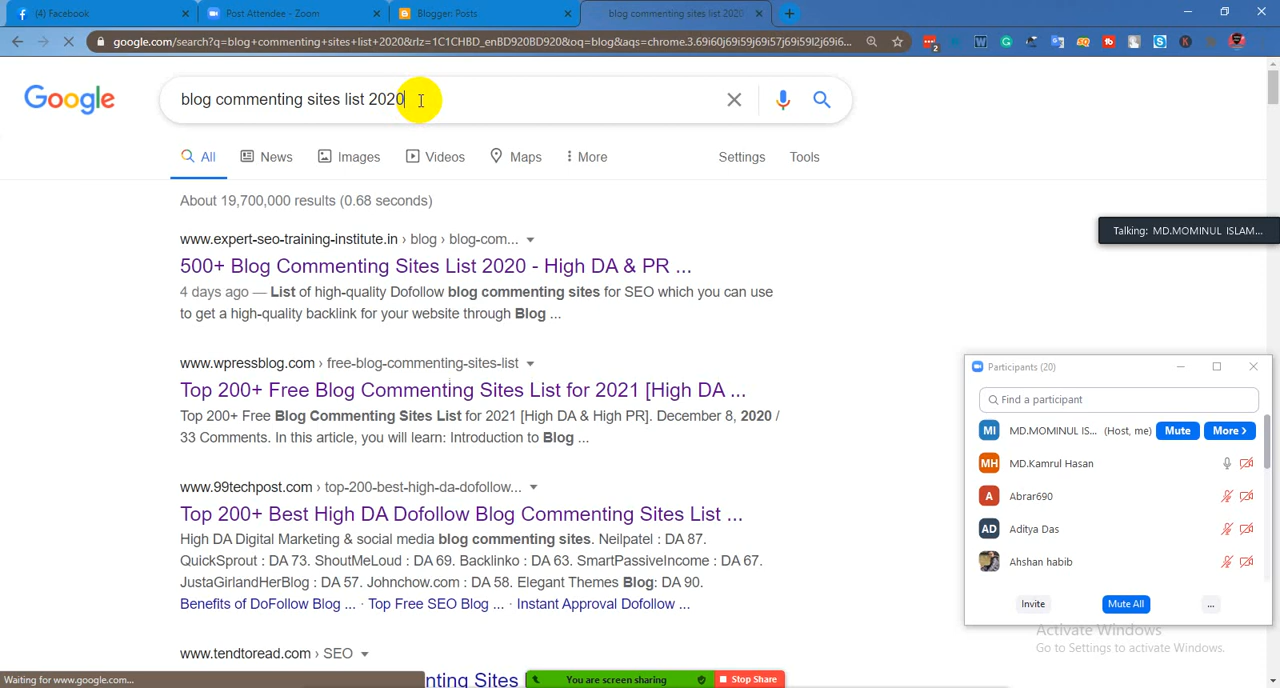 (4) Facebook
Post Attendee - Zoom
Blogger: Posts
blog commenting sites list 2020
google.com/search?q=blog+commenting+sites+list+2020&rlz=1C1CHBD_enBD920BD920&oq=blog&aqs=chrome.3.69i60j69i59j69i57j69i59l2j69i6...
2
Google
blog commenting sites list 2020
All
News
Images
Videos
Maps
More
Settings
Tools
About 19,700,000 results (0.68 seconds)
www.expert-seo-training-institute.in › blog › blog-com...
500+ Blog Commenting Sites List 2020 - High DA & PR ...
4 days ago — List of high-quality Dofollow blog commenting sites for SEO which you can use
to get a high-quality backlink for your website through Blog ...
www.wpressblog.com › free-blog-commenting-sites-list
Top 200+ Free Blog Commenting Sites List for 2021 [High DA ...
Top 200+ Free Blog Commenting Sites List for 2021 [High DA & High PR]. December 8, 2020 /
33 Comments. In this article, you will learn: Introduction to Blog ...
www.99techpost.com › top-200-best-high-da-dofollow...
Top 200+ Best High DA Dofollow Blog Commenting Sites List ...
High DA Digital Marketing & social media blog commenting sites. Neilpatel : DA 87.
QuickSprout : DA 73. ShoutMeLoud : DA 69. Backlinko : DA 63. SmartPassiveIncome : DA 67.
JustaGirlandHerBlog : DA 57. Johnchow.com : DA 58. Elegant Themes Blog: DA 90.
Benefits of DoFollow Blog ... · Top Free SEO Blog ... · Instant Approval Dofollow ...
www.tendtoread.com › SEO
nting Sites
Talking: MD.MOMINUL ISLAM...
Participants (20)
Find a participant
MI MD.MOMINUL IS... (Host, me) Mute More >
MH MD.Kamrul Hasan
A Abrar690
AD Aditya Das
Ahshan habib
Invite
Mute All
...
Activate Windows
Go to Settings to activate Windows.
Waiting for www.google.com...
You are screen sharing
Stop Share